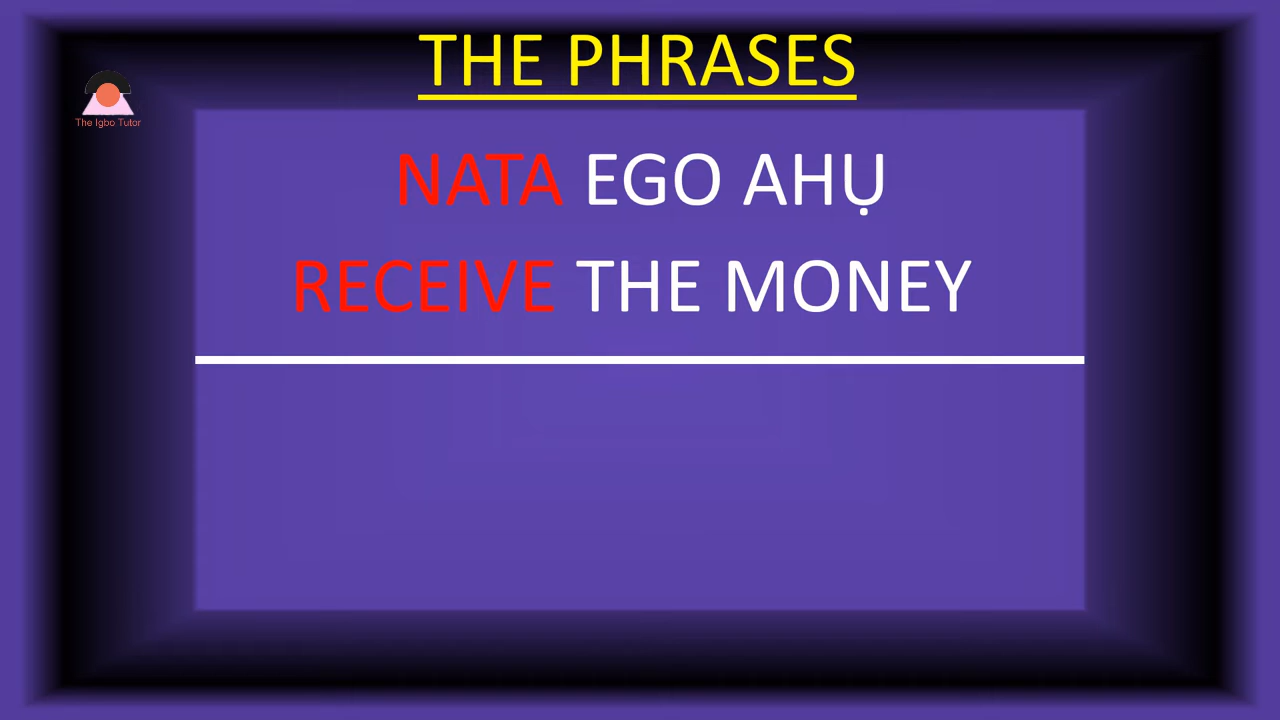 THE PHRASES
The Igbo Tutor
NATA EGO AHỤ
RECEIVE THE MONEY